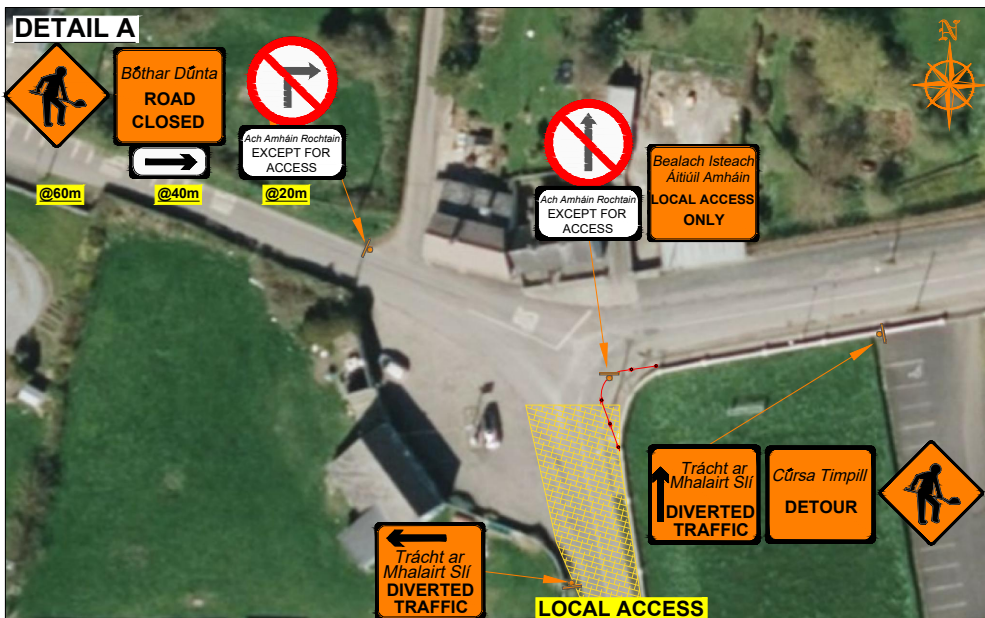 DETAIL A
Bóthar Dúnta
ROAD
CLOSED
Ach Amháin Rochtain
EXCEPT FOR
ACCESS
@60m
@40m
@20m
N
Ach Amháin Rochtain
EXCEPT FOR
ACCESS
Bealach Isteach
Áitiúil Amháin
LOCAL ACCESS
ONLY
Trácht ar
Mhalairt Slí
DIVERTED
TRAFFIC
Cúrsa Timpill
DETOUR
Trácht ar
Mhalairt Slí
DIVERTED
TRAFFIC
LOCAL ACCESS